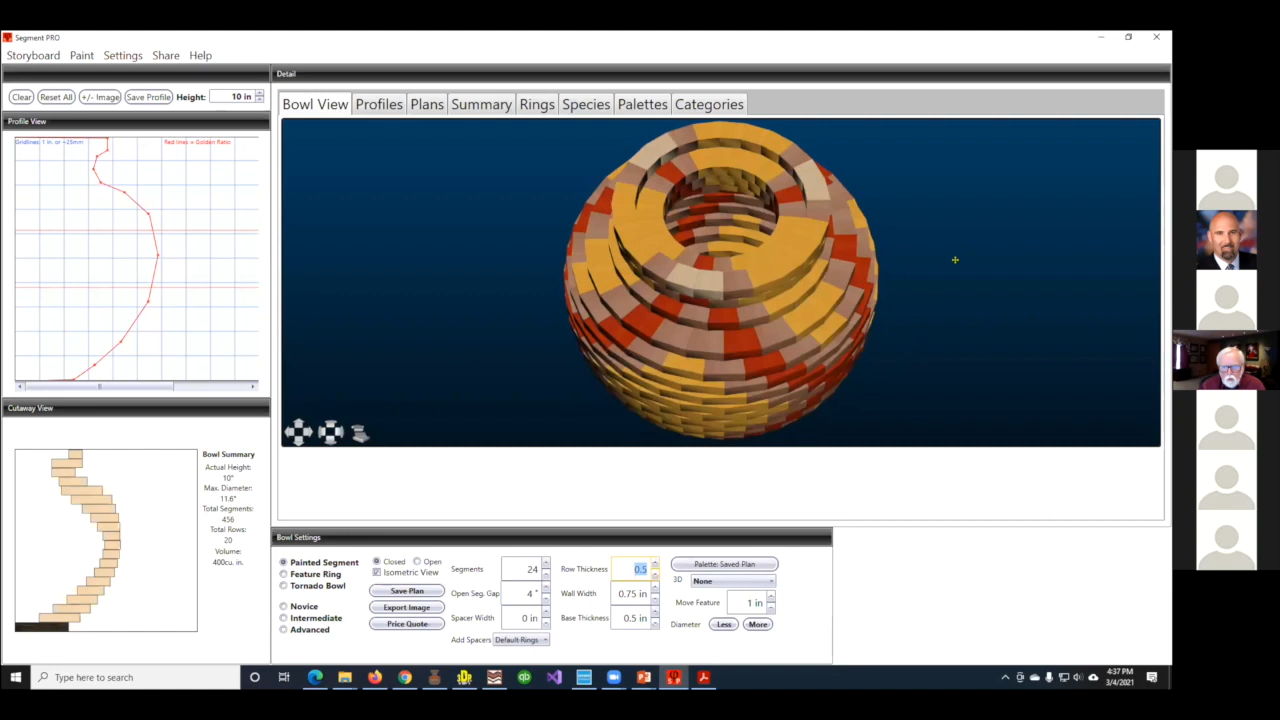 Segment PRO
Storyboard Paint Settings Share Help
Clear Reset All +/- Image Save Profile Height: 10 in
Profile View
Gridlines: 1 in. or ~25mm Red lines = Golden Ratio
Cutaway View
Bowl Summary
Actual Height:
10"
Max. Diameter:
11.6"
Total Segments:
456
Total Rows:
20
Volume:
400cu. in.
Detail
Bowl View Profiles Plans Summary Rings Species Palettes Categories
Bowl Settings
Painted Segment
Feature Ring
Tornado Bowl
Novice
Intermediate
Advanced
Closed Open
Isometric View
Save Plan
Export Image
Price Quote
Segments 24
Open Seg. Gap 4 °
Spacer Width 0 in
Add Spacers Default Rings
Row Thickness 0.5
Wall Width 0.75 in
Base Thickness 0.5 in
Palette: Saved Plan
3D None
Move Feature 1 in
Diameter Less More
Type here to search
4:37 PM
3/4/2021